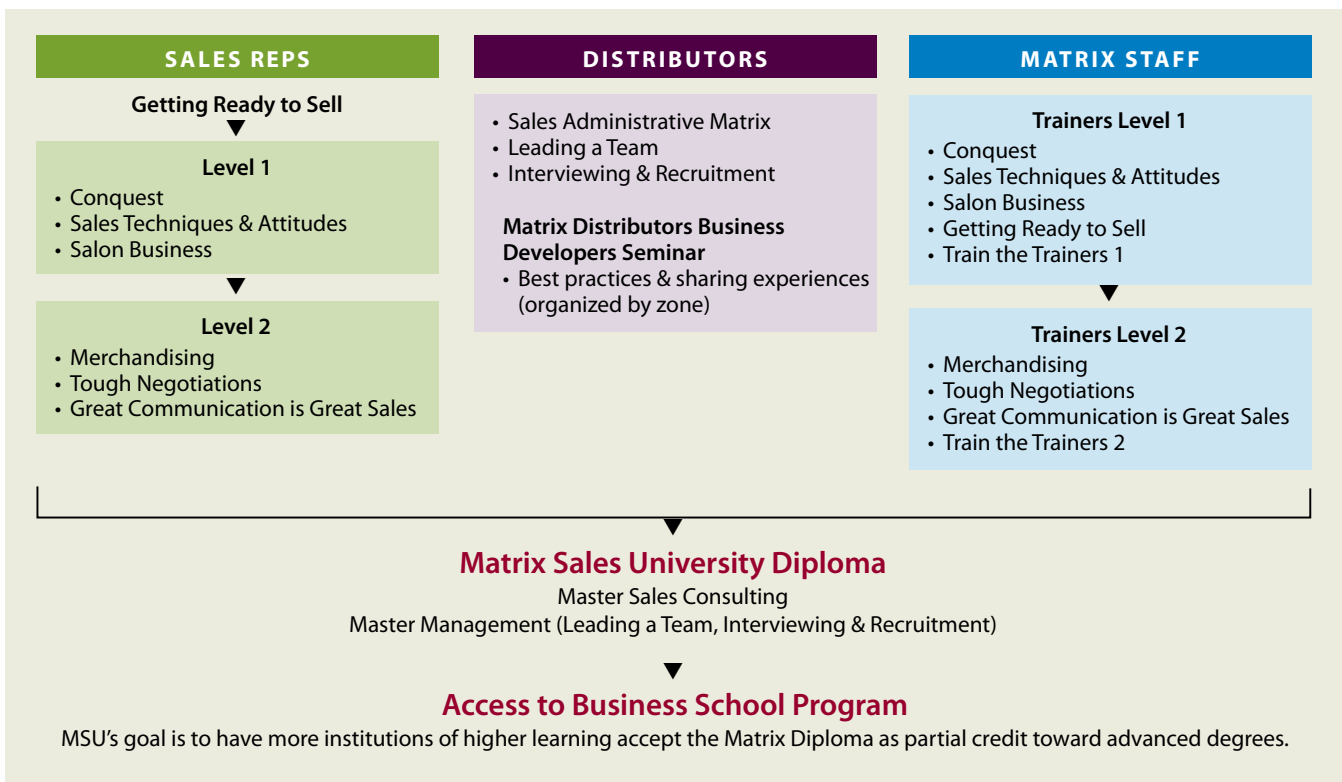 SALES REPS
Getting Ready to Sell
Level 1
• Conquest
• Sales Techniques & Attitudes
• Salon Business
Level 2
• Merchandising
• Tough Negotiations
• Great Communication is Great Sales
DISTRIBUTORS
• Sales Administrative Matrix
• Leading a Team
• Interviewing & Recruitment
Matrix Distributors Business
Developers Seminar
• Best practices & sharing experiences
(organized by zone)
MATRIX STAFF
Trainers Level 1
• Conquest
• Sales Techniques & Attitudes
• Salon Business
• Getting Ready to Sell
• Train the Trainers 1
Trainers Level 2
• Merchandising
• Tough Negotiations
• Great Communication is Great Sales
• Train the Trainers 2
Matrix Sales University Diploma
Master Sales Consulting
Master Management (Leading a Team, Interviewing & Recruitment)
Access to Business School Program
MSU's goal is to have more institutions of higher learning accept the Matrix Diploma as partial credit toward advanced degrees.